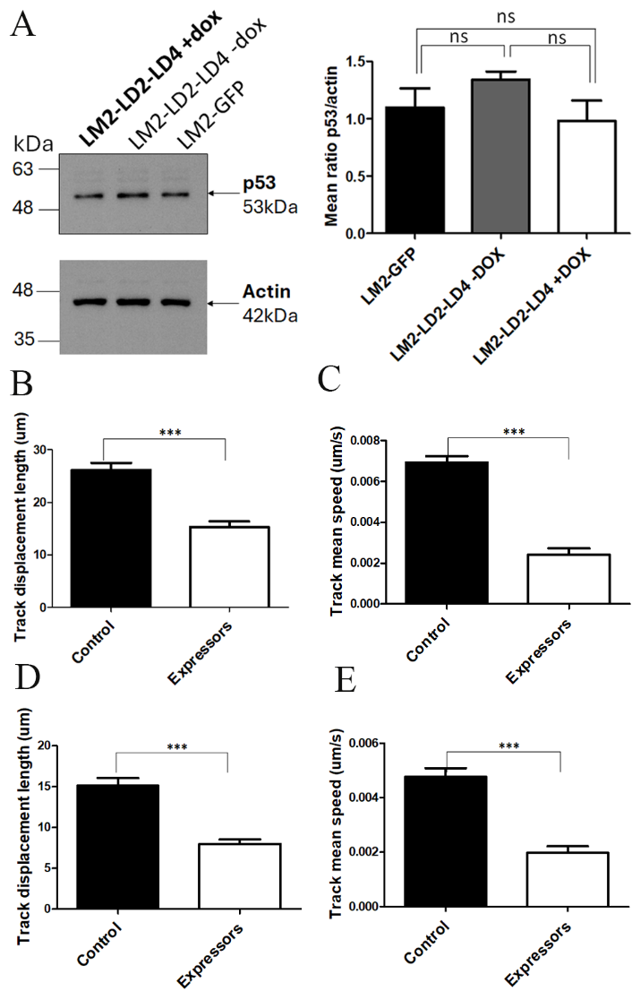 A
LM2-LD2-LD4 +dox
LM2-LD2-LD4 -dox
LM2-GFP
kDa
63
48
p53
53kDa
48
35
Actin
42kDa
ns
ns
ns
Mean ratio p53/actin
1.5
1.0
0.5
0.0
LM2-GFP
LM2-LD2-LD4 -DOX
LM2-LD2-LD4 +DOX
B
***
Track displacement length (um)
30
20
10
0
Control
Expressors
C
***
Track mean speed (um/s)
0.008
0.006
0.004
0.002
0.000
Control
Expressors
D
***
Track displacement length (um)
20
15
10
5
0
Control
Expressors
E
***
Track mean speed (um/s)
0.006
0.004
0.002
0.000
Control
Expressors